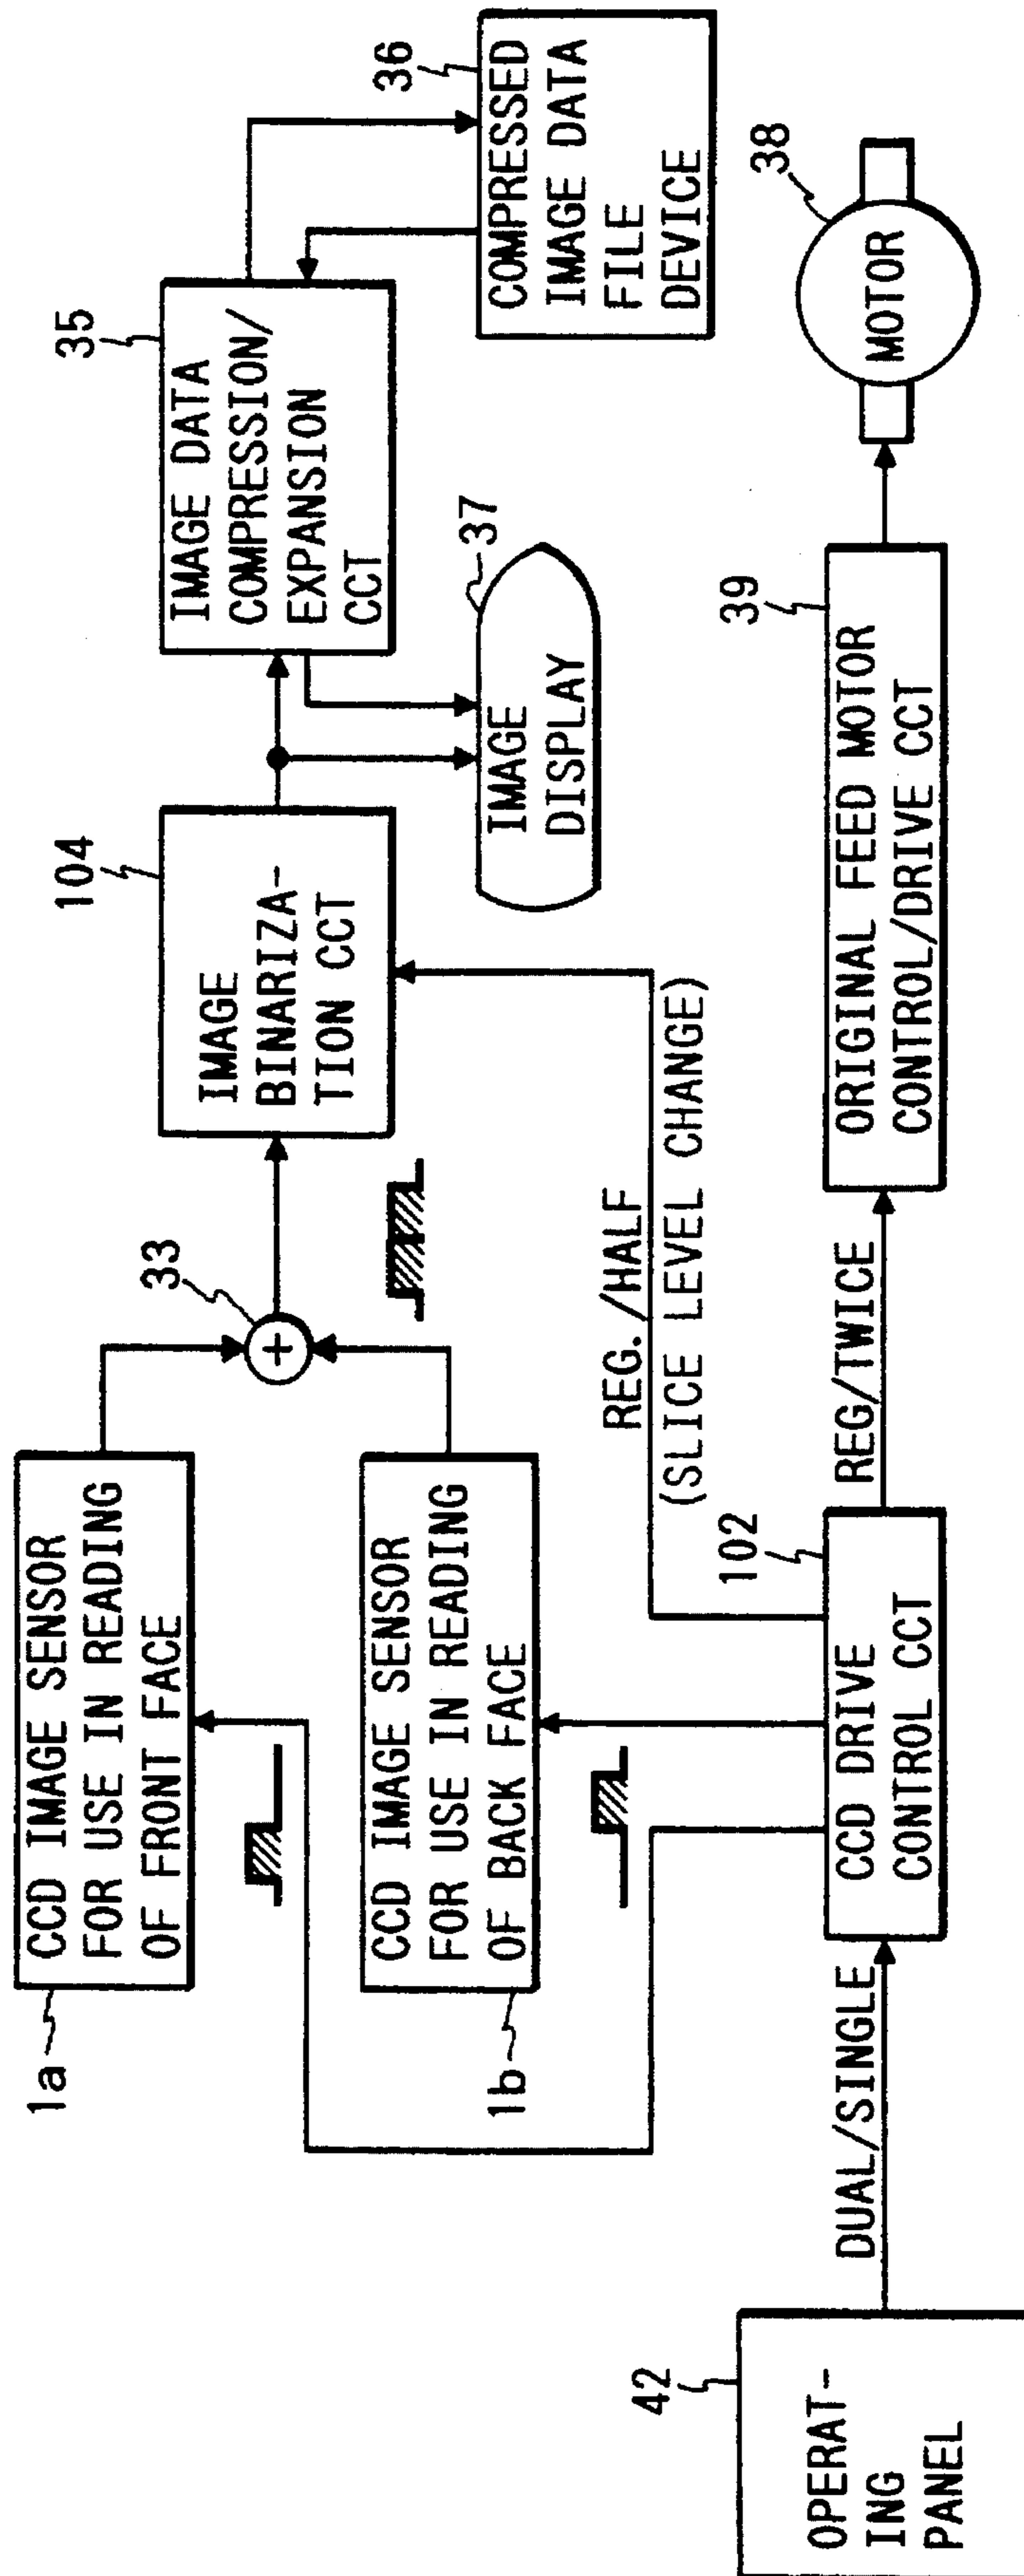 1a
CCD IMAGE SENSOR
FOR USE IN READING
OF FRONT FACE
33
+
104
IMAGE
BINARIZA-
TION CCT
35
IMAGE DATA
COMPRESSION/
EXPANSION
CCT
36
COMPRESSED
IMAGE DATA
FILE
DEVICE
1b
CCD IMAGE SENSOR
FOR USE IN READING
OF BACK FACE
37
IMAGE
DISPLAY
REG./HALF
(SLICE LEVEL CHANGE)
42
OPERAT-
ING
PANEL
DUAL/SINGLE
102
CCD DRIVE
CONTROL CCT
REG/TWICE
39
ORIGINAL FEED MOTOR
CONTROL/DRIVE CCT
38
MOTOR